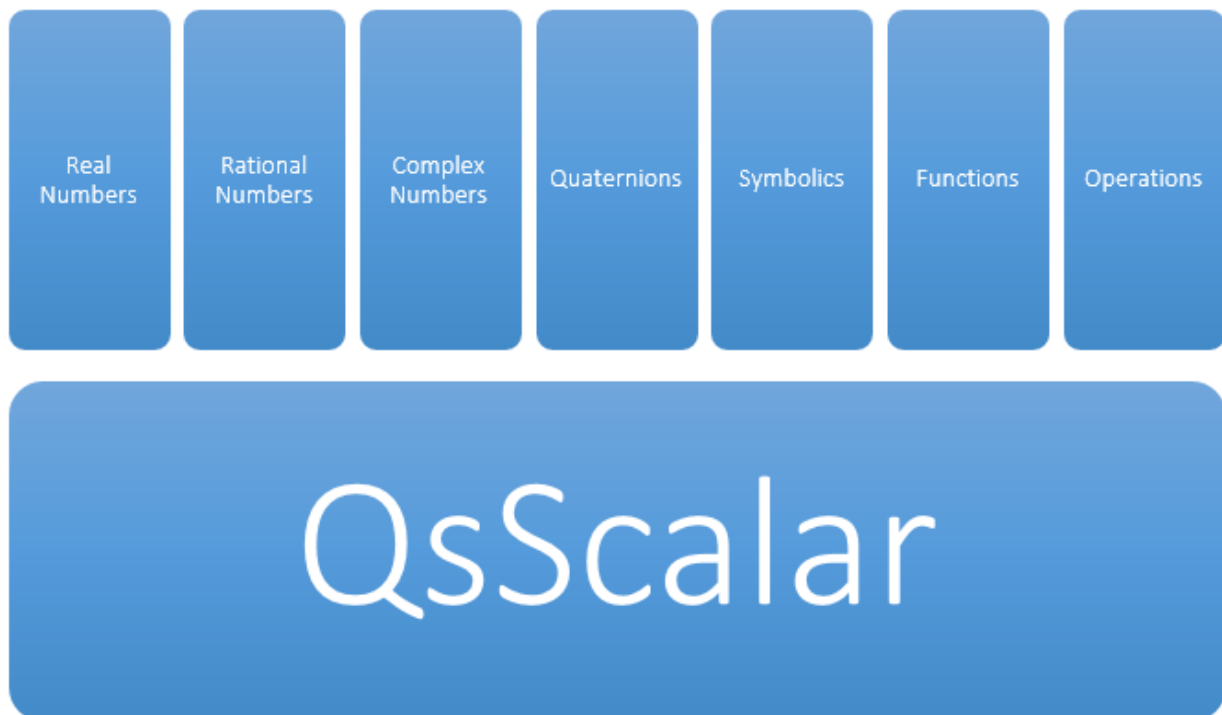 Real
Numbers
Rational
Numbers
Complex
Numbers
Quaternions
Symbolics
Functions
Operations
QsScalar